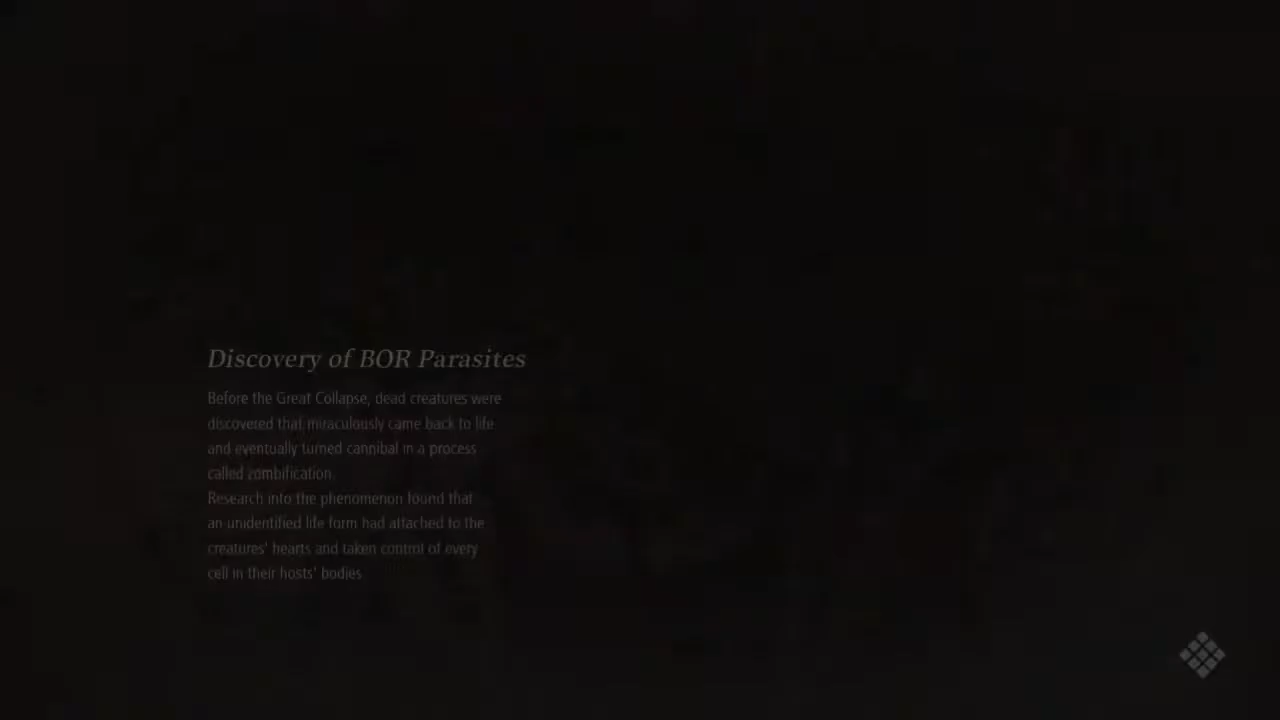 Discovery of BOR Parasites
Before the Great Collapse, dead creatures were
discovered that miraculously came back to life
and eventually turned cannibal in a process
called zombification.
Research into the phenomenon found that
an unidentified life form had attached to the
creatures' hearts and taken control of every
cell in their hosts' bodies.